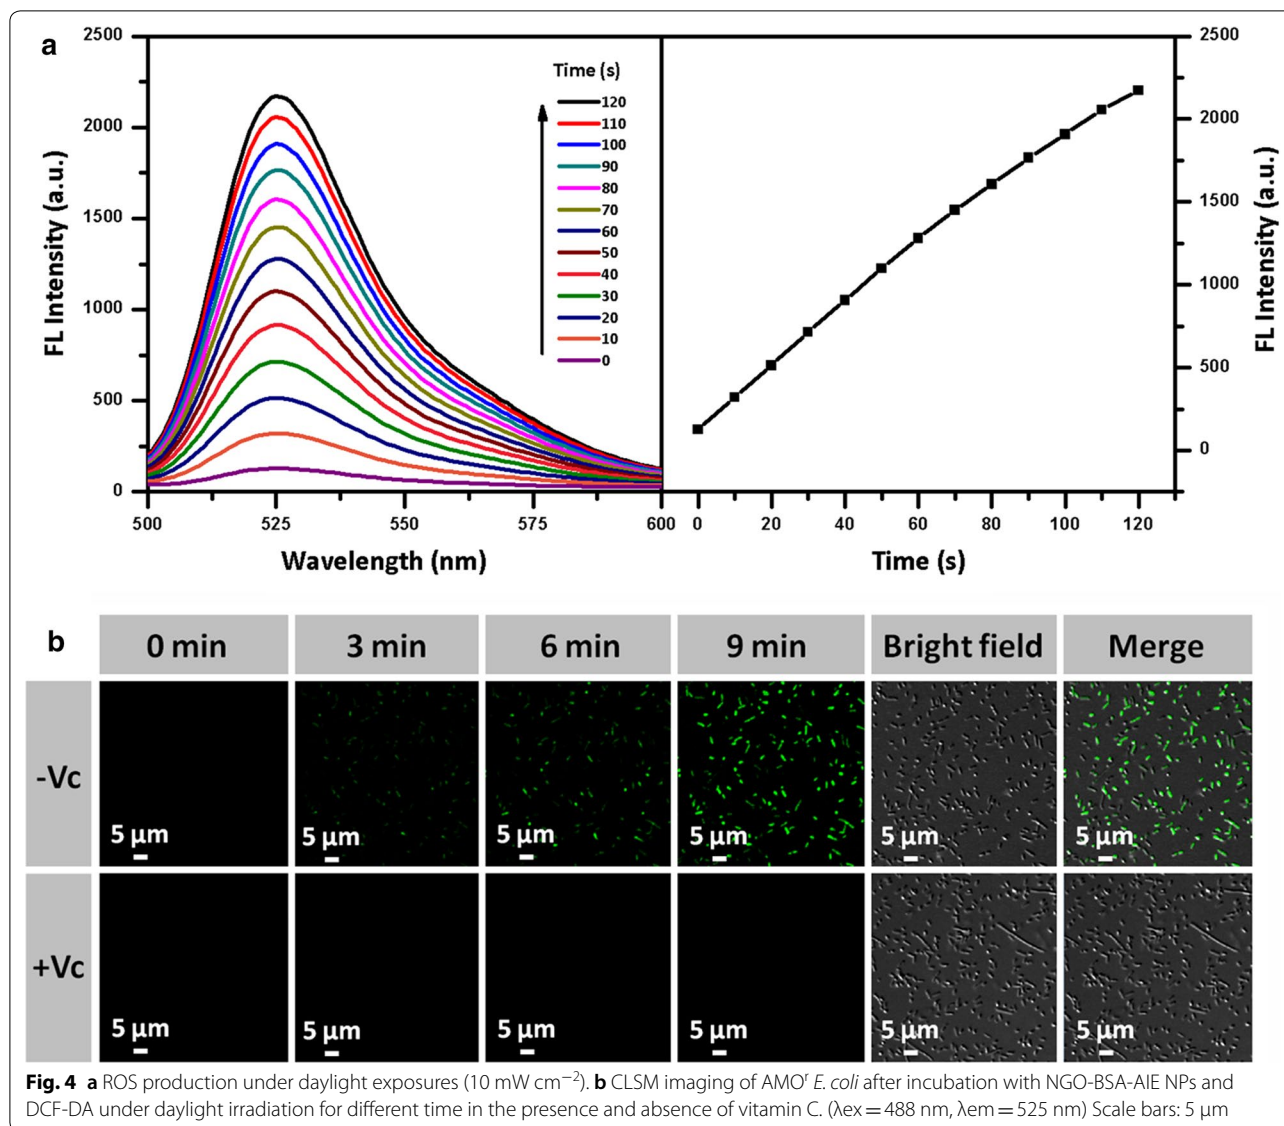 a
2500
2000
1500
1000
500
0
FL Intensity (a.u.)
500
525
550
575
600
Wavelength (nm)
Time (s)
120
110
100
90
80
70
60
50
40
30
20
10
0
2500
2000
1500
1000
500
0
FL Intensity (a.u.)
0
20
40
60
80
100
120
Time (s)
b
0 min
3 min
6 min
9 min
Bright field
Merge
-Vc
5 µm
5 µm
5 µm
5 µm
5 µm
5 µm
+Vc
5 µm
5 µm
5 µm
5 µm
5 µm
5 µm
Fig. 4 a ROS production under daylight exposures (10 mW cm⁻²). b CLSM imaging of AMOʳ E. coli after incubation with NGO-BSA-AIE NPs and
DCF-DA under daylight irradiation for different time in the presence and absence of vitamin C. (λex = 488 nm, λem = 525 nm) Scale bars: 5 µm